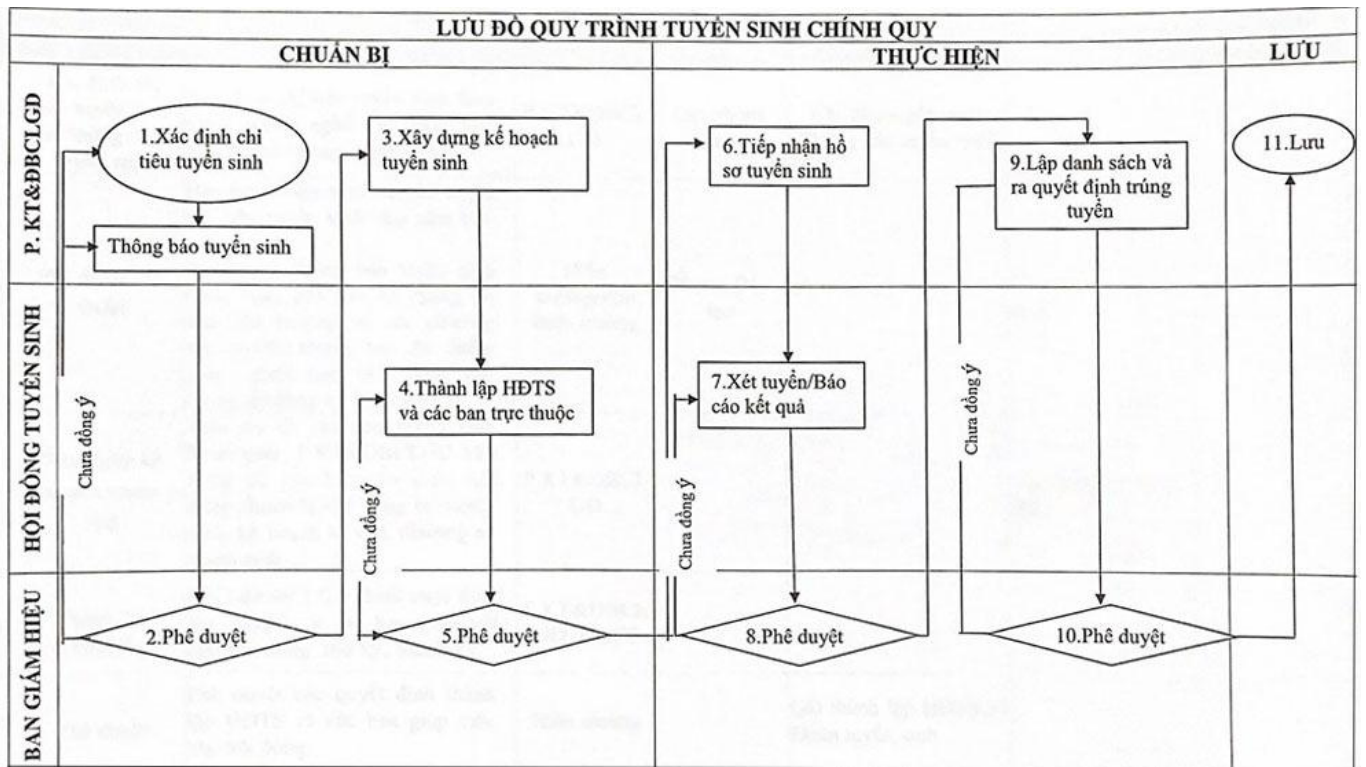 LƯU ĐỒ QUY TRÌNH TUYỂN SINH CHÍNH QUY
CHUẨN BỊ
THỰC HIỆN
LƯU
P. KT&ĐBCLGD
1.Xác định chỉ
tiêu tuyển sinh
Thông báo tuyển sinh
3.Xây dựng kế hoạch
tuyển sinh
6.Tiếp nhận hồ
sơ tuyển sinh
9.Lập danh sách và
ra quyết định trúng
tuyển
11.Lưu
HỘI ĐỒNG TUYỂN SINH
Chưa đồng ý
4.Thành lập HĐTS
và các ban trực thuộc
Chưa đồng ý
7.Xét tuyển/Báo
cáo kết quả
Chưa đồng ý
Chưa đồng ý
BAN GIÁM HIỆU
2.Phê duyệt
5.Phê duyệt
8.Phê duyệt
10.Phê duyệt